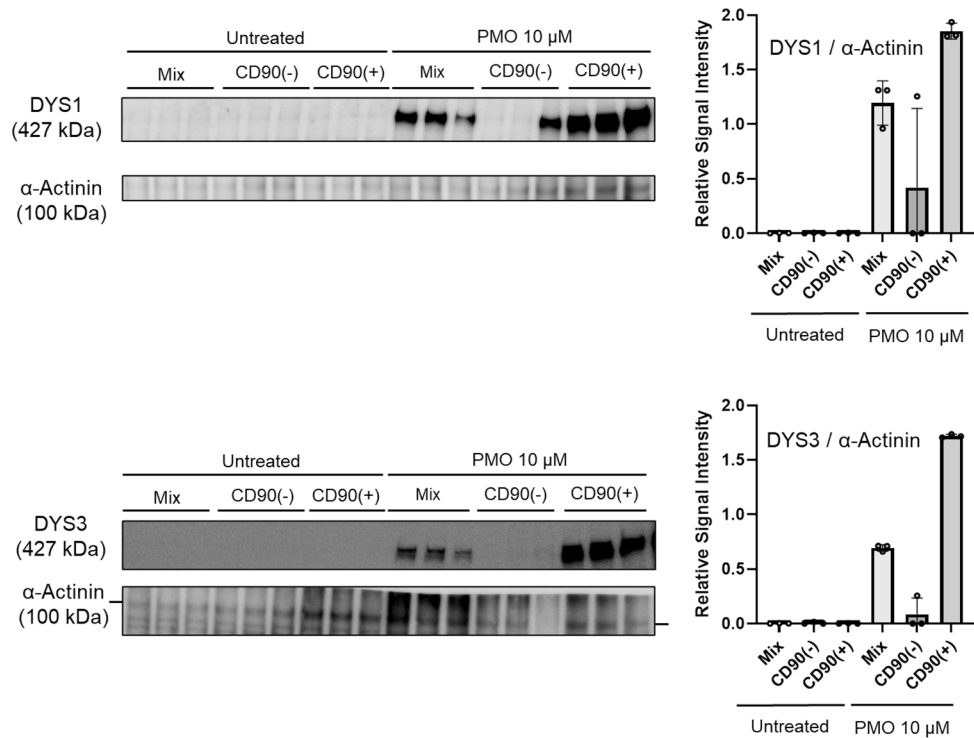 Untreated
PMO 10 µM
Mix
CD90(-)
CD90(+)
Mix
CD90(-)
CD90(+)
DYS1
(427 kDa)
α-Actinin
(100 kDa)
Relative Signal Intensity
2.0
1.5
1.0
0.5
0.0
DYS1 / α-Actinin
Mix
CD90(-)
CD90(+)
Mix
CD90(-)
CD90(+)
Untreated
PMO 10 µM
Untreated
PMO 10 µM
Mix
CD90(-)
CD90(+)
Mix
CD90(-)
CD90(+)
DYS3
(427 kDa)
α-Actinin
(100 kDa)
Relative Signal Intensity
2.0
1.5
1.0
0.5
0.0
DYS3 / α-Actinin
Mix
CD90(-)
CD90(+)
Mix
CD90(-)
CD90(+)
Untreated
PMO 10 µM